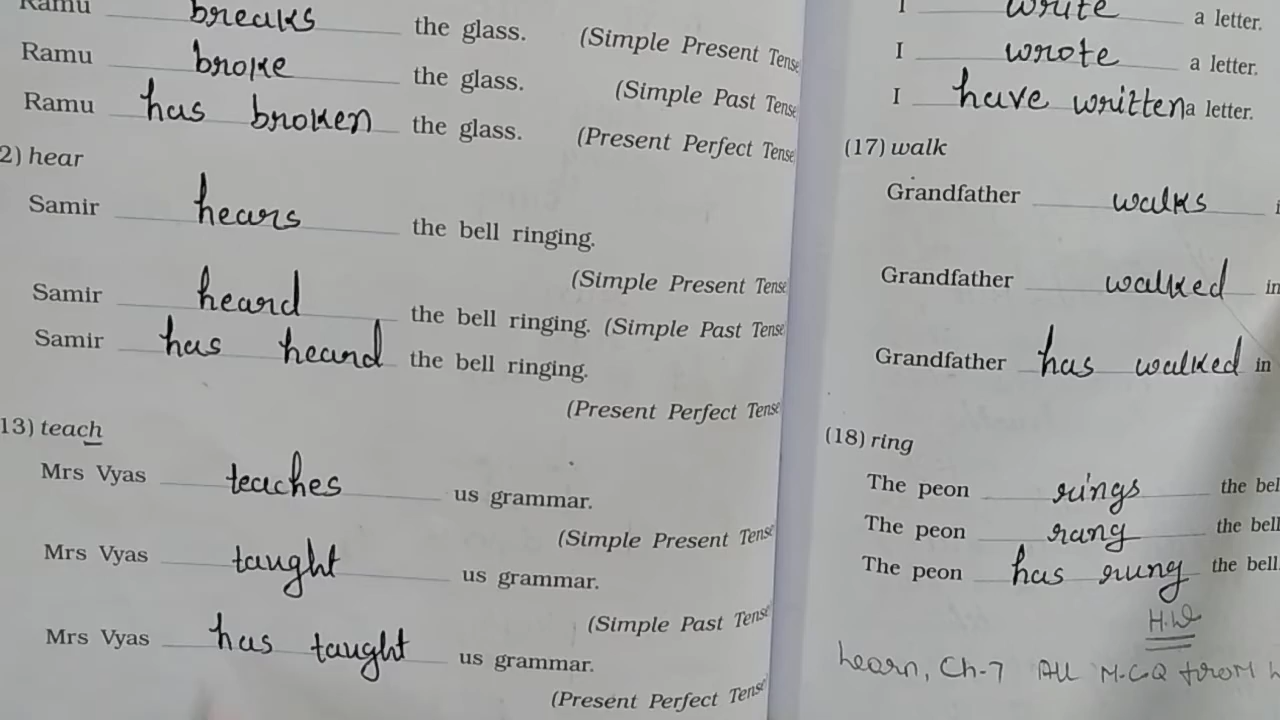 Ramu breaks the glass. (Simple Present Tense
Ramu broke the glass. (Simple Past Tense
Ramu has broken the glass. (Present Perfect Tense
2) hear
Samir hears the bell ringing.
(Simple Present Tense
Samir heard the bell ringing. (Simple Past Tense
Samir has heard the bell ringing.
(Present Perfect Tense
13) teach
Mrs Vyas teaches us grammar.
(Simple Present Tense
Mrs Vyas taught us grammar.
(Simple Past Tense
Mrs Vyas has taught us grammar.
(Present Perfect Tense
I write a letter.
I wrote a letter.
I have written a letter.
(17) walk
Grandfather walks
Grandfather walked in
Grandfather has walked in
(18) ring
The peon rings the bel
The peon rang the bell
The peon has rung the bell.
H.W
learn, Ch-7 All M.C.Q from